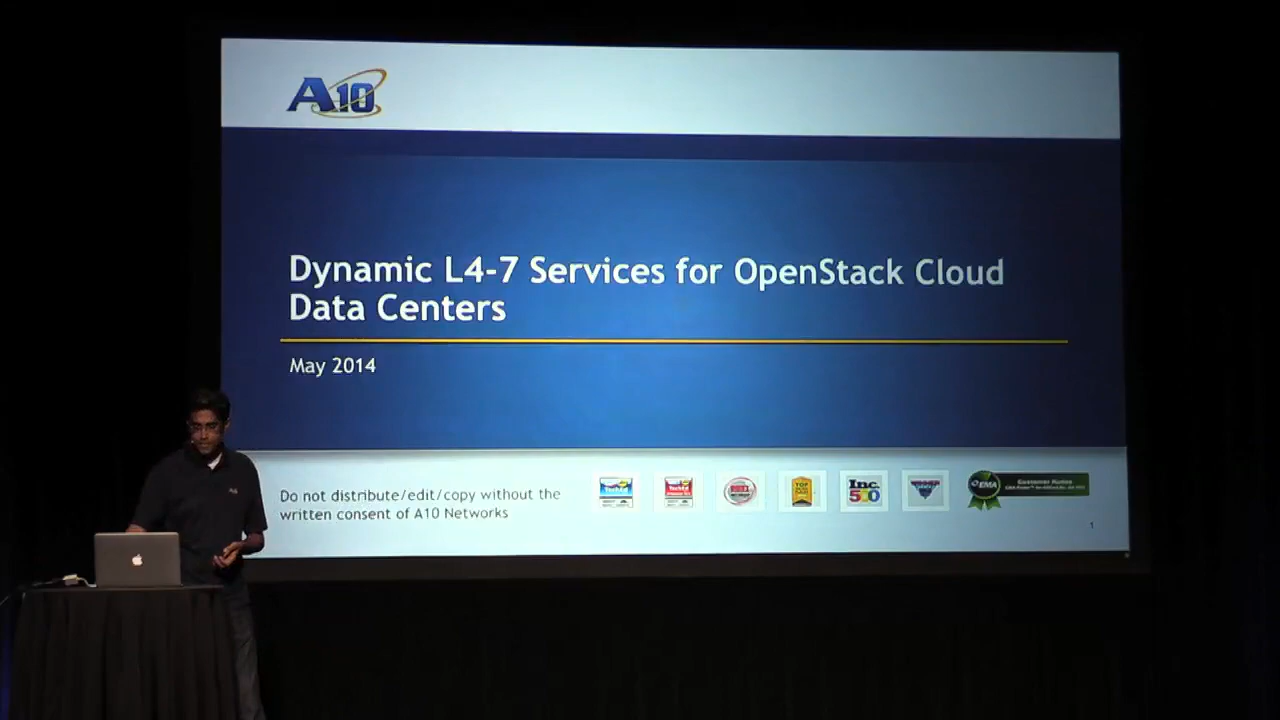 A10
Dynamic L4-7 Services for OpenStack Cloud
Data Centers
May 2014
Do not distribute/edit/copy without the
written consent of A10 Networks
TOP
Inc.
500
EMA
1